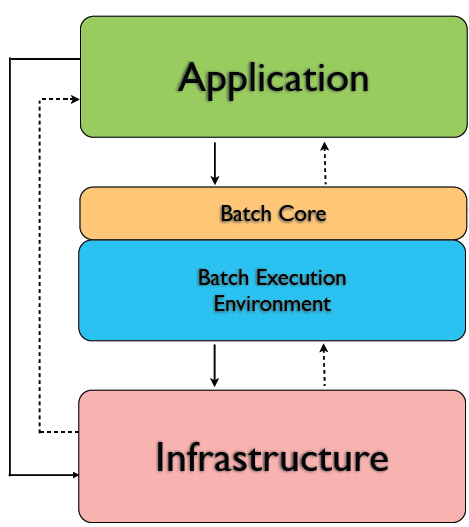 Application
Batch Core
Batch Execution
Environment
Infrastructure